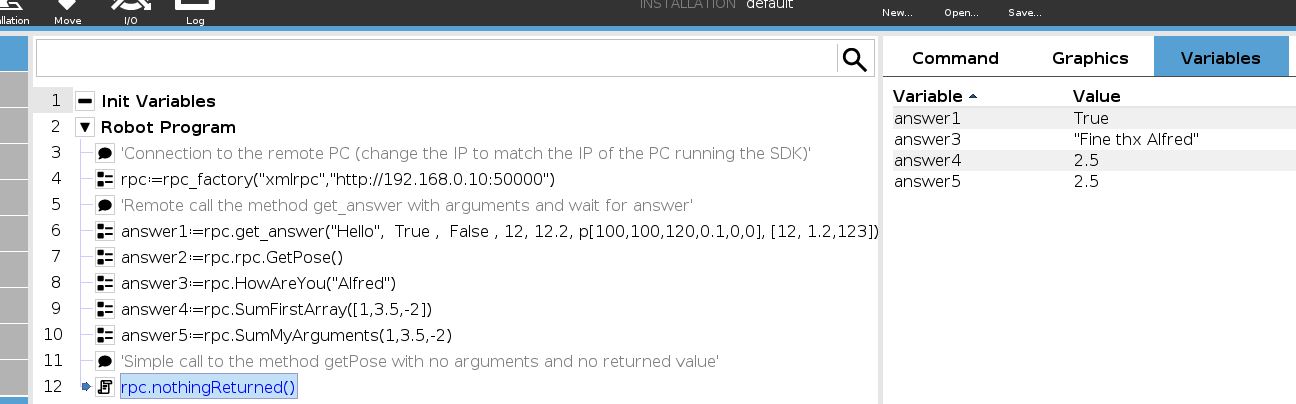 llation Move I/O Log
INSTALLATION default
New... Open... Save...
Command Graphics Variables
1 Init Variables
2 Robot Program
3 'Connection to the remote PC (change the IP to match the IP of the PC running the SDK)'
4 rpc:=rpc_factory("xmlrpc","http://192.168.0.10:50000")
5 'Remote call the method get_answer with arguments and wait for answer'
6 answer1:=rpc.get_answer("Hello",  True ,  False , 12, 12.2, p[100,100,120,0.1,0,0], [12, 1.2,123])
7 answer2:=rpc.rpc.GetPose()
8 answer3:=rpc.HowAreYou("Alfred")
9 answer4:=rpc.SumFirstArray([1,3.5,-2])
10 answer5:=rpc.SumMyArguments(1,3.5,-2)
11 'Simple call to the method getPose with no arguments and no returned value'
12 rpc.nothingReturned()
Variable Value
answer1 True
answer3 "Fine thx Alfred"
answer4 2.5
answer5 2.5